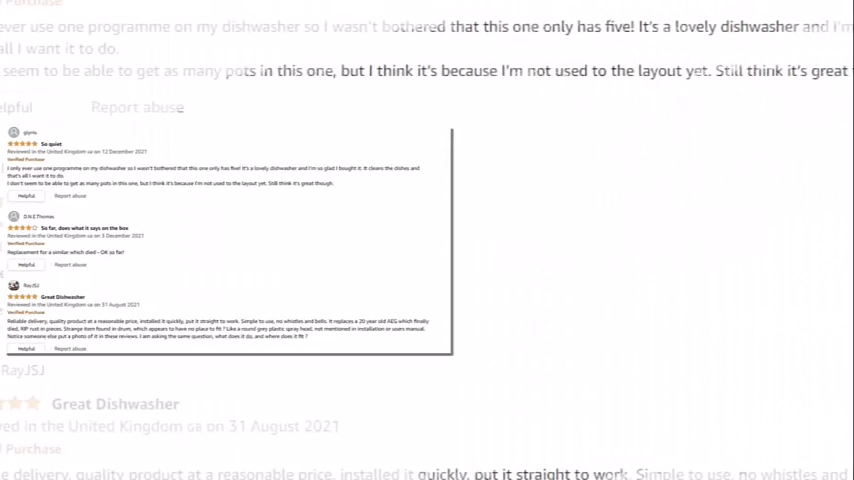 Purchase
ever use one programme on my dishwasher so I wasn't bothered that this one only has five! It's a lovely dishwasher and I'm
all I want it to do.
seem to be able to get as many pots in this one, but I think it's because I'm not used to the layout yet. Still think it's great
elpful Report abuse
glynis
So quiet
Reviewed in the United Kingdom on 12 December 2021
Verified Purchase
I only ever use one programme on my dishwasher so I wasn't bothered that this one only has five! It's a lovely dishwasher and I'm so glad I bought it. It cleans the dishes and
that's all I want it to do.
I don't seem to be able to get as many pots in this one, but I think it's because I'm not used to the layout yet. Still think it's great though.
Helpful Report abuse
D.N.E.Thomas
So far, does what it says on the box
Reviewed in the United Kingdom on 3 December 2021
Verified Purchase
Replacement for a similar which died - OK so far!
Helpful Report abuse
RayJSJ
Great Dishwasher
Reviewed in the United Kingdom on 31 August 2021
Verified Purchase
Reliable delivery, quality product at a reasonable price, installed it quickly, put it straight to work. Simple to use, no whistles and bells. It replaces a 20 year old AEG which finally
died, RIP rust in pieces. Strange item found in drum, which appears to have no place to fit ? Like a round grey plastic spray head, not mentioned in installation or users manual.
Notice someone else put a photo of it in these reviews. I am asking the same question, what does it do, and where does it fit ?
Helpful Report abuse
RayJSJ
Great Dishwasher
ved in the United Kingdom on 31 August 2021
Purchase
e delivery, quality product at a reasonable price, installed it quickly, put it straight to work. Simple to use, no whistles and